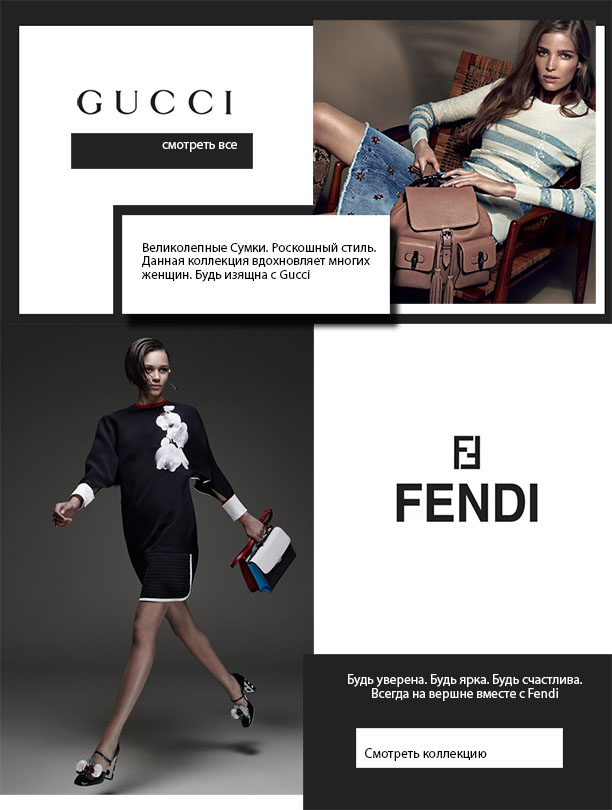 GUCCI
смотреть все
Великолепные Сумки. Роскошный стиль.
Данная коллекция вдохновляет многих
женщин. Будь изящна с Gucci
FENDI
Будь уверена. Будь ярка. Будь счастлива.
Всегда на вершне вместе с Fendi
Смотреть коллекцию